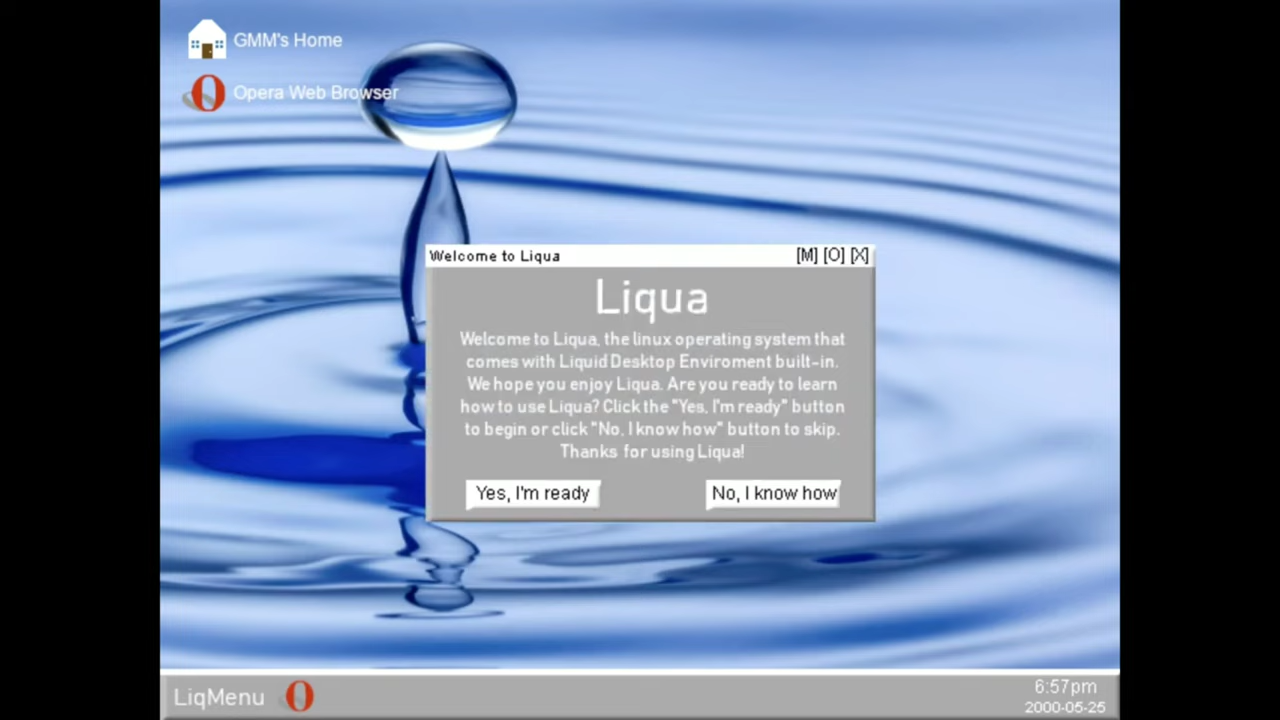 GMM's Home
Opera Web Browser
Welcome to Liqua
[M] [O] [X]
Liqua
Welcome to Liqua, the linux operating system that
comes with Liquid Desktop Enviroment built-in.
We hope you enjoy Liqua. Are you ready to learn
how to use Liqua? Click the "Yes, I'm ready" button
to begin or click "No, I know how" button to skip.
Thanks for using Liqua!
Yes, I'm ready
No, I know how
LiqMenu
6:57pm
2000-05-25